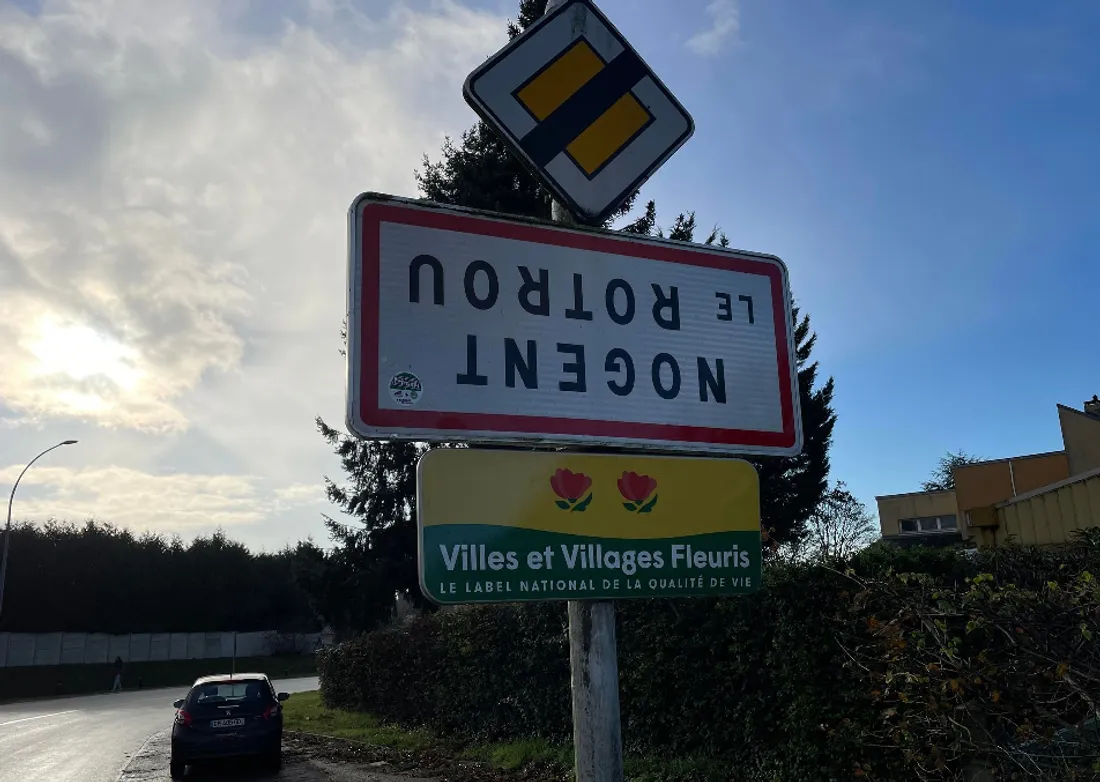 NOGENT
LE ROTROU
Villes et Villages Fleuris
LE LABEL NATIONAL DE LA QUALITÉ DE VIE